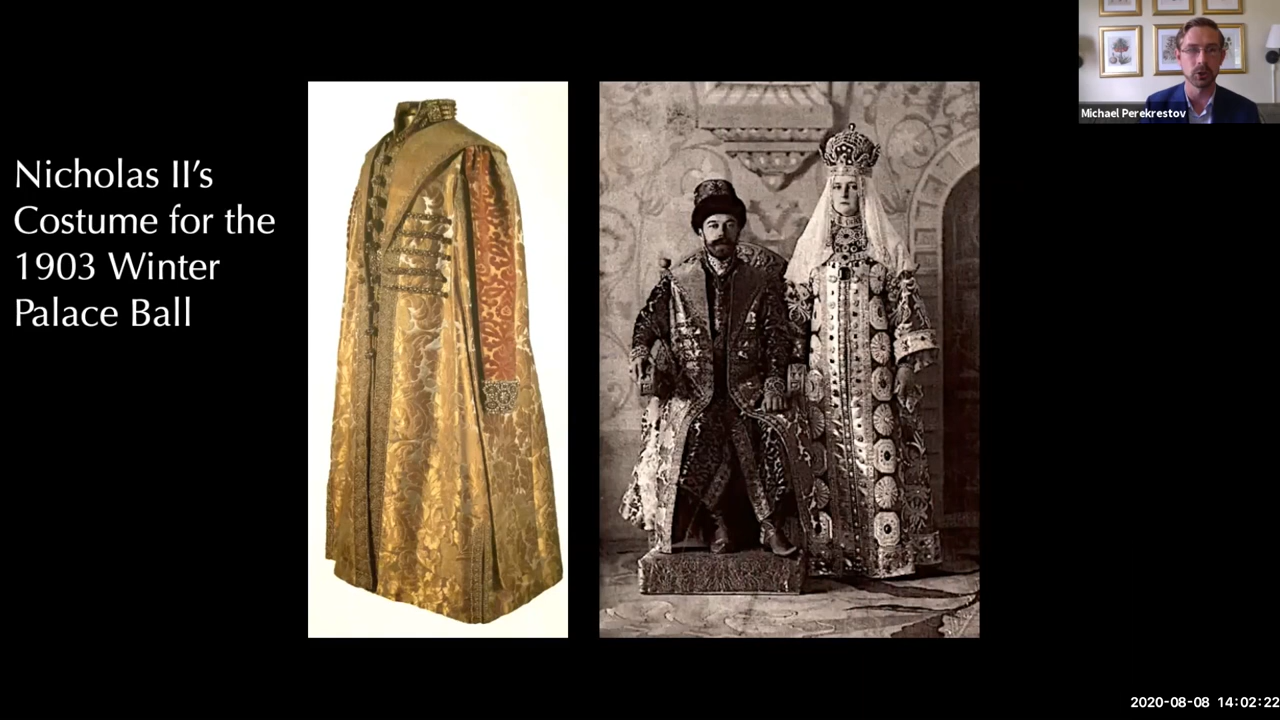 Nicholas II's
Costume for the
1903 Winter
Palace Ball
Michael Perekrestov
2020-08-08 14:02:22